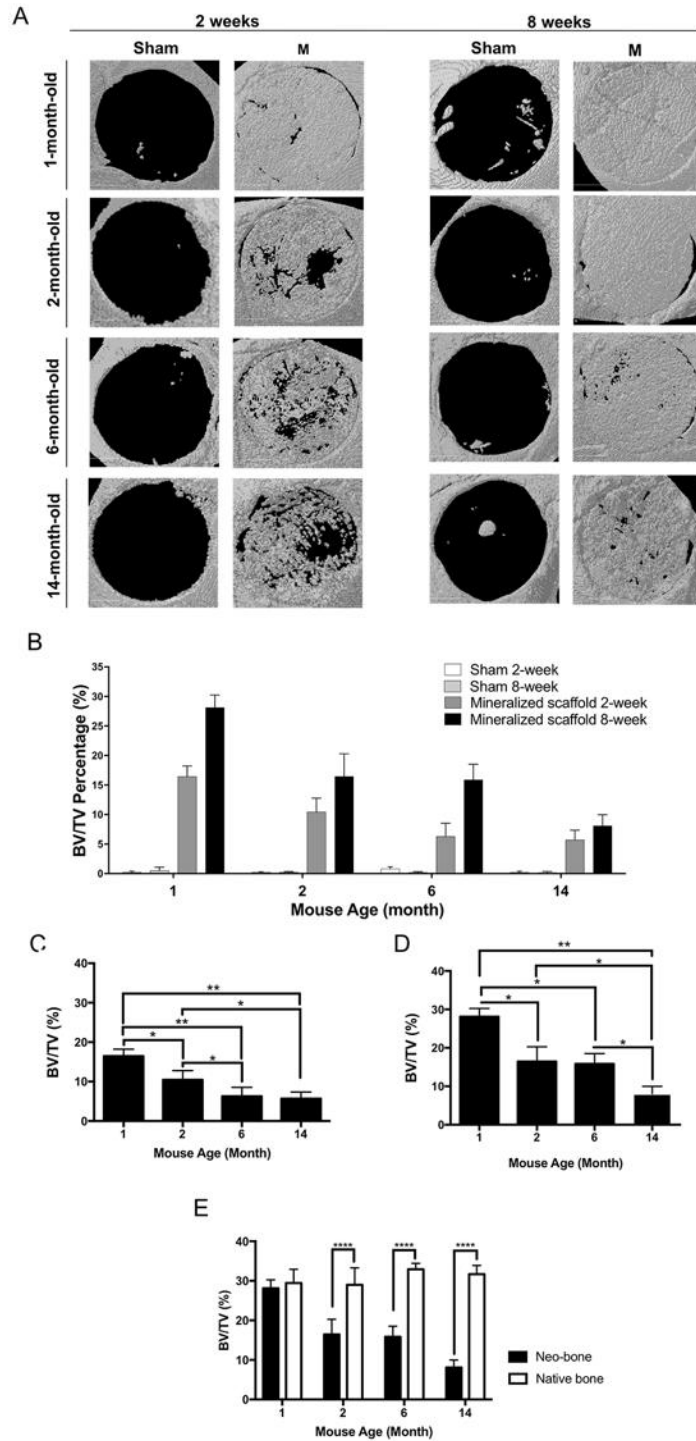 A
2 weeks 8 weeks
Sham M Sham M
1-month-old
2-month-old
6-month-old
14-month-old
B
BV/TV Percentage (%)
35
30
25
20
15
10
5
0
1 2 6 14
Mouse Age (month)
Sham 2-week
Sham 8-week
Mineralized scaffold 2-week
Mineralized scaffold 8-week
C
BV/TV (%)
40
30
20
10
0
** 
*
**
*
*
1 2 6 14
Mouse Age (Month)
D
BV/TV (%)
40
30
20
10
0
**
*
*
*
*
1 2 6 14
Mouse Age (Month)
E
BV/TV (%)
40
30
20
10
0
**** **** ****
1 2 6 14
Mouse Age (Month)
Neo-bone
Native bone